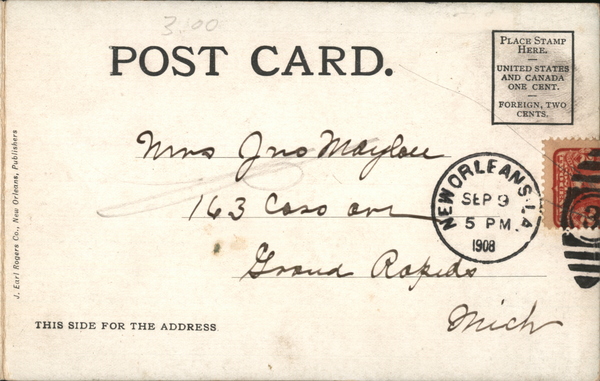 3.00
POST CARD.
PLACE STAMP
HERE.
UNITED STATES
AND CANADA
ONE CENT.
FOREIGN, TWO
CENTS.
Mrs Jno
163 Cass ave
Grand Rapids
Mich
NEW ORLEANS, LA
SEP 9
5 PM.
1908
3
J. Earl Rogers Co., New Orleans, Publishers
THIS SIDE FOR THE ADDRESS